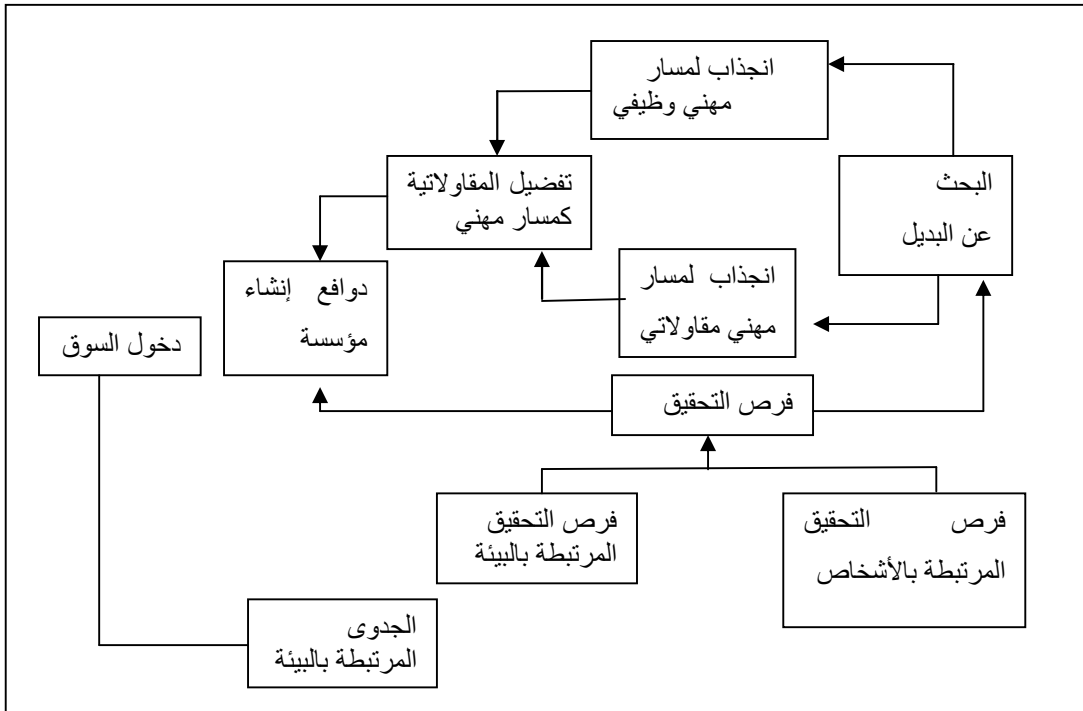 انجذاب لمسار
مهني وظيفي
البحث
عن البديل
تفضيل المقاولاتية
كمسار مهني
انجذاب لمسار
مهني مقاولاتي
دوافع إنشاء
مؤسسة
دخول السوق
فرص التحقيق
فرص التحقيق
المرتبطة بالأشخاص
فرص التحقيق
المرتبطة بالبيئة
الجدوى
المرتبطة بالبيئة